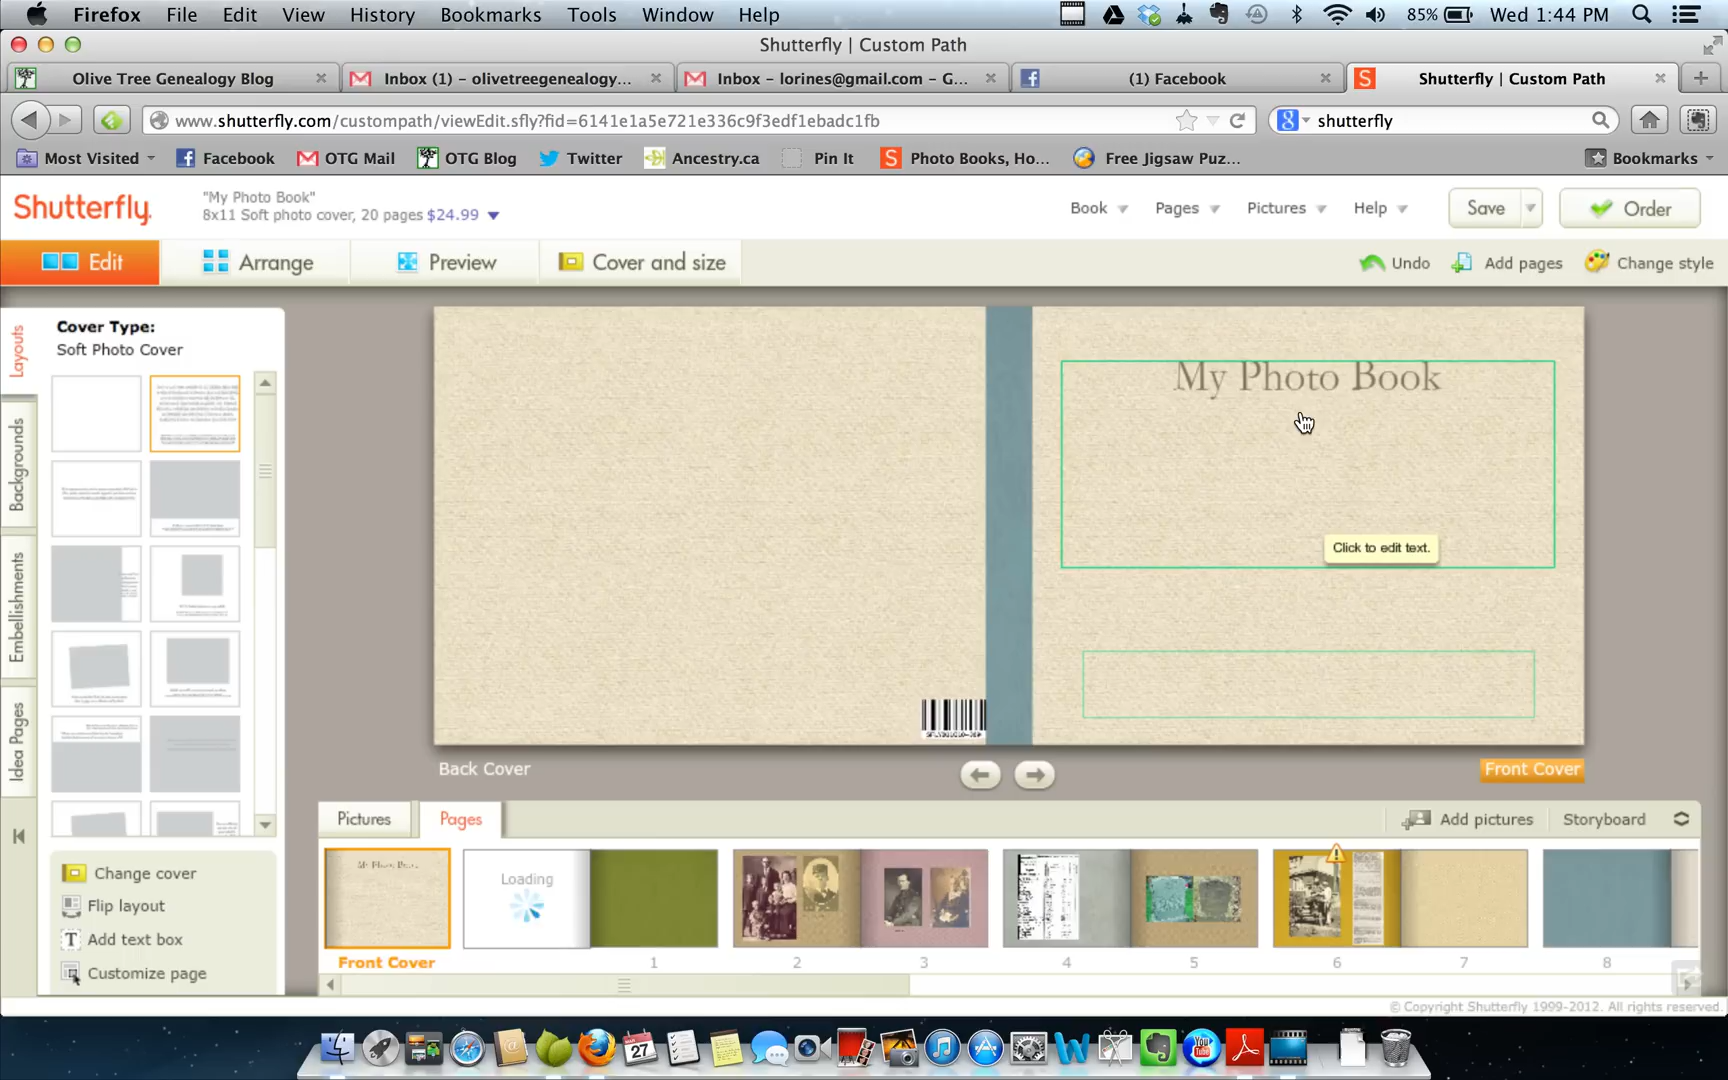 Firefox File Edit View History Bookmarks Tools Window Help 85% Wed 1:44 PM
Shutterfly | Custom Path
Olive Tree Genealogy Blog Inbox (1) – olivetreegenealogy... Inbox – lorines@gmail.com – G... (1) Facebook Shutterfly | Custom Path
www.shutterfly.com/custompath/viewEdit.sfly?fid=6141e1a5e721e336c9f3edf1ebadc1fb shutterfly
Most Visited Facebook OTG Mail OTG Blog Twitter Ancestry.ca Pin It Photo Books, Ho... Free Jigsaw Puz... Bookmarks
Shutterfly.
"My Photo Book"
8x11 Soft photo cover, 20 pages $24.99
Book Pages Pictures Help Save Order
Edit Arrange Preview Cover and size Undo Add pages Change style
Layouts
Backgrounds
Embellishments
Idea Pages
Cover Type:
Soft Photo Cover
My Photo Book
Click to edit text.
Back Cover Front Cover
Pictures Pages Add pictures Storyboard
Change cover
Flip layout
Add text box
Customize page
My Photo Book
Loading
Front Cover 1 2 3 4 5 6 7 8
© Copyright Shutterfly 1999-2012. All rights reserved.
27
You
Tube